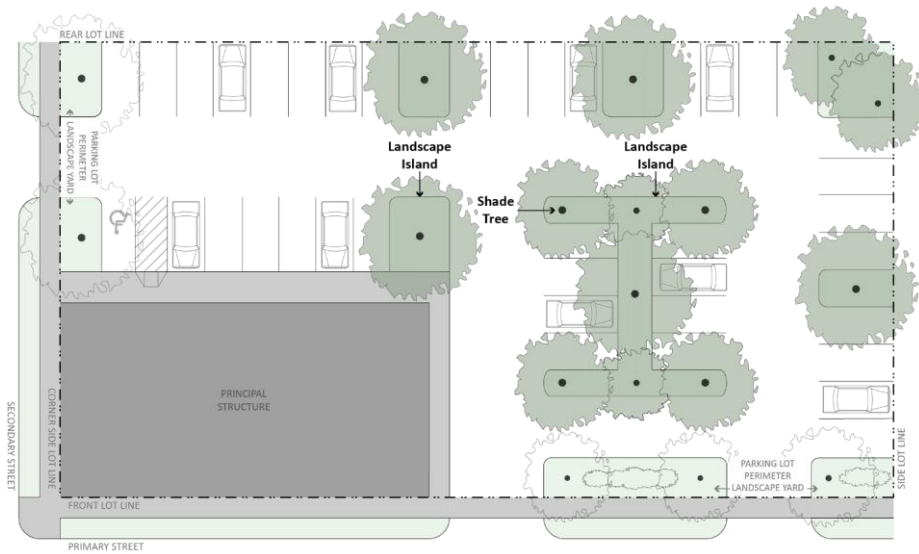 REAR LOT LINE
PARKING LOT
PERIMETER
LANDSCAPE YARD
Landscape
Island
Landscape
Island
Shade
Tree
PRINCIPAL
STRUCTURE
SECONDARY STREET
CORNER SIDE LOT LINE
PARKING LOT
PERIMETER
LANDSCAPE YARD
SIDE LOT LINE
FRONT LOT LINE
PRIMARY STREET